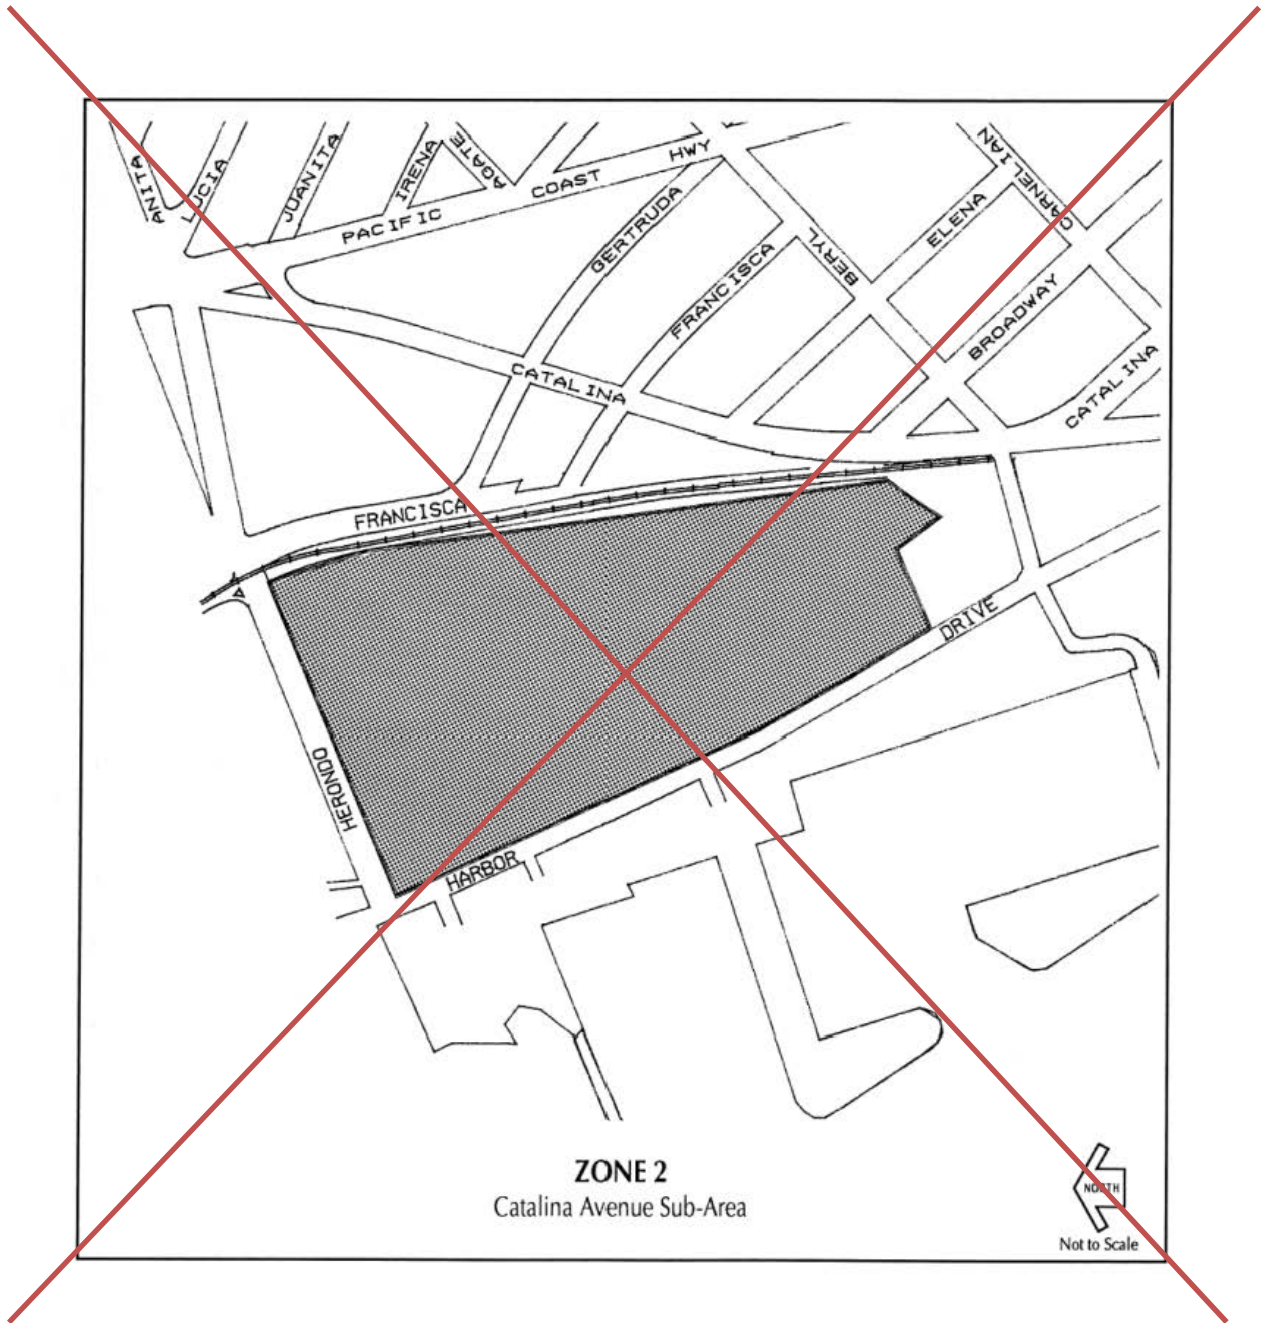 ANITA
LUCIA
JUANITA
IRENA
AGATE
PACIFIC
COAST
HWY
GERTRUDA
FRANCISCA
BERYL
ELENA
CARNELIAN
BROADWAY
CATALINA
CATALINA
FRANCISCA
HERONDO
HARBOR
DRIVE
ZONE 2
Catalina Avenue Sub-Area
NORTH
Not to Scale